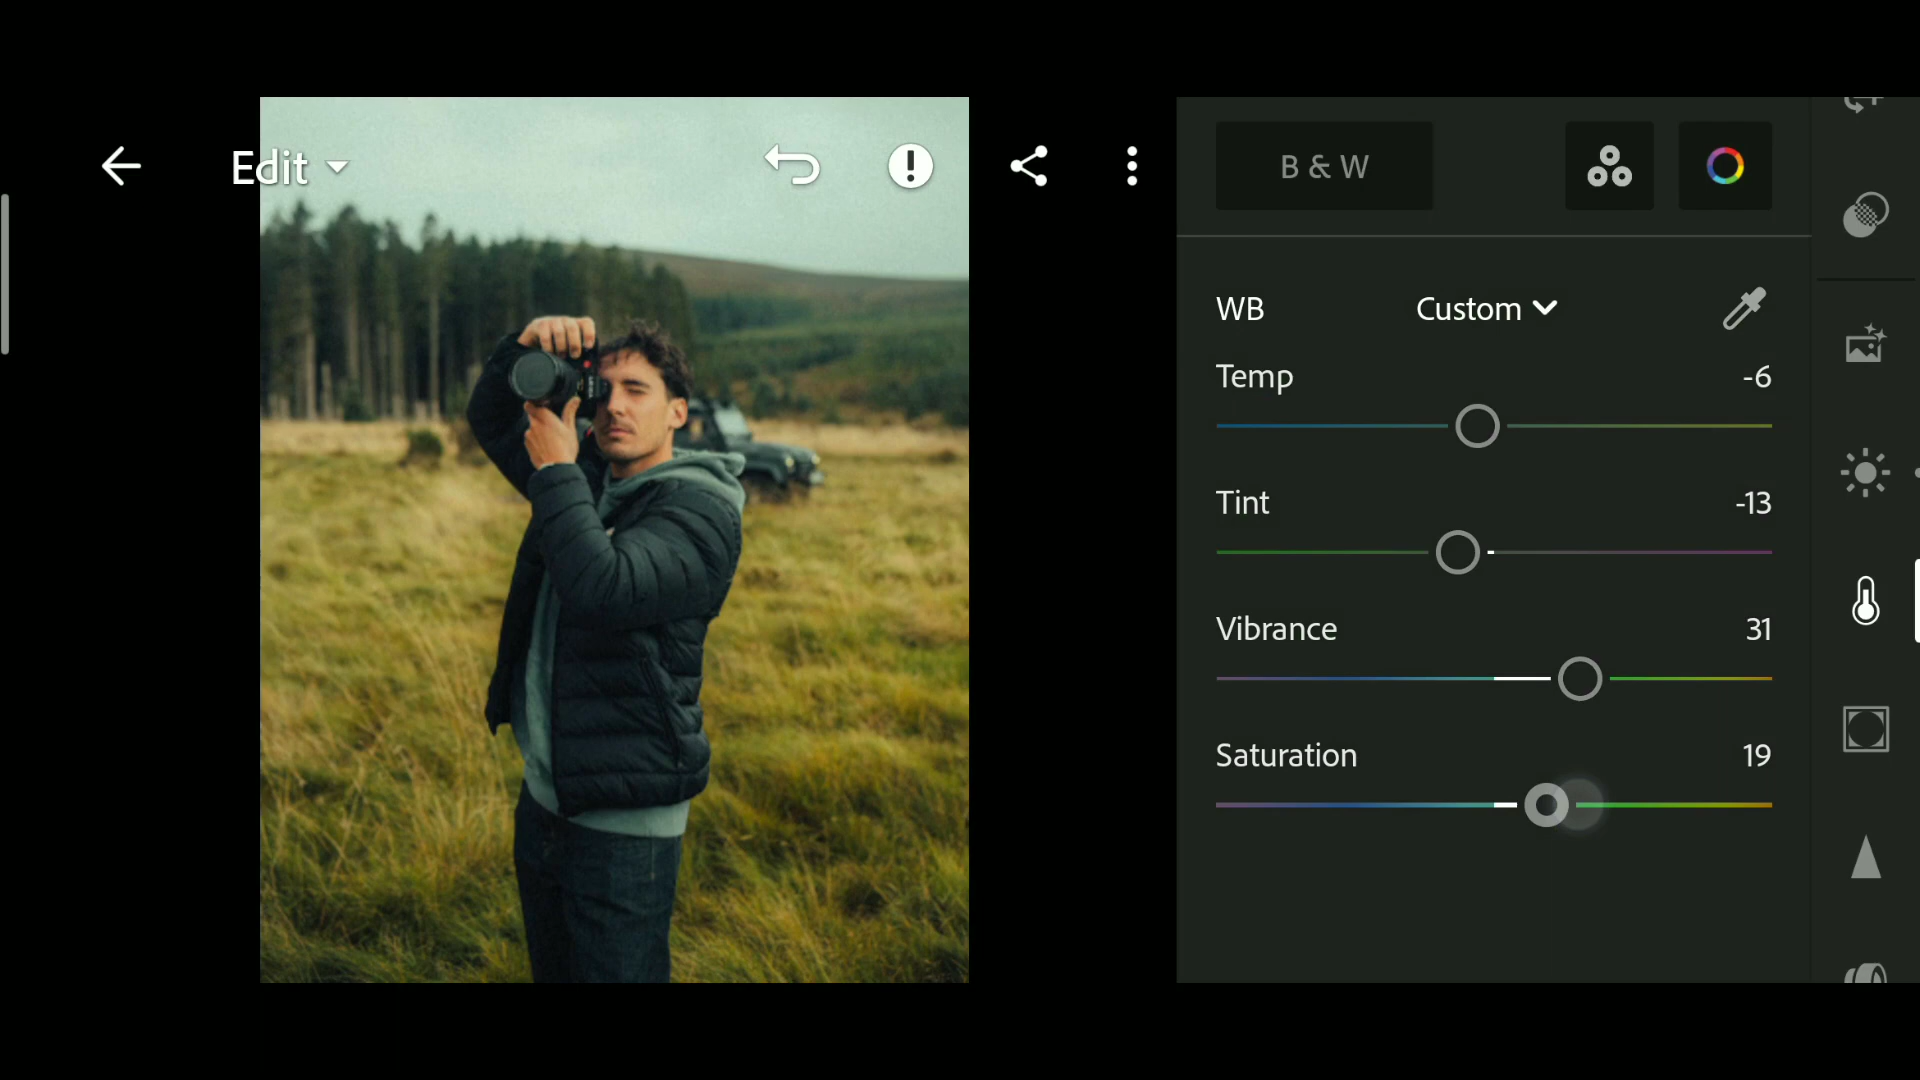 Edit
B & W
WB Custom
Temp -6
Tint -13
Vibrance 31
Saturation 19